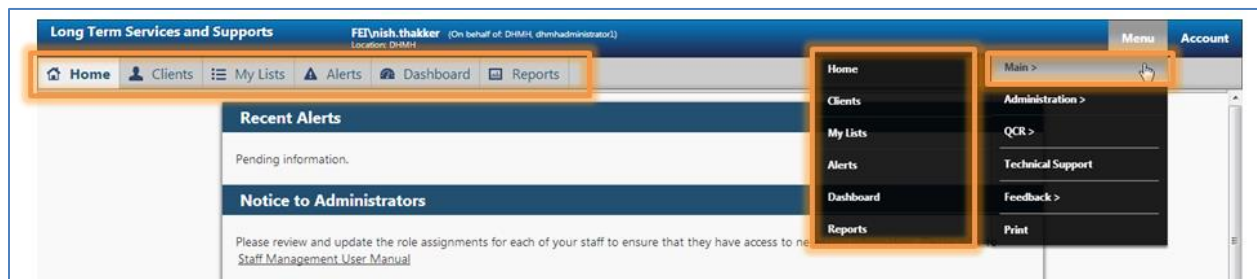 Long Term Services and Supports
FEI\nish.thakker (On behalf of: DHMH, dhmhadministrator1)
Location: DHMH
Menu Account
Home Clients My Lists Alerts Dashboard Reports
Home
Clients
My Lists
Alerts
Dashboard
Reports
Main >
Administration >
QCR >
Technical Support
Feedback >
Print
Recent Alerts
Pending information.
Notice to Administrators
Please review and update the role assignments for each of your staff to ensure that they have access to
Staff Management User Manual